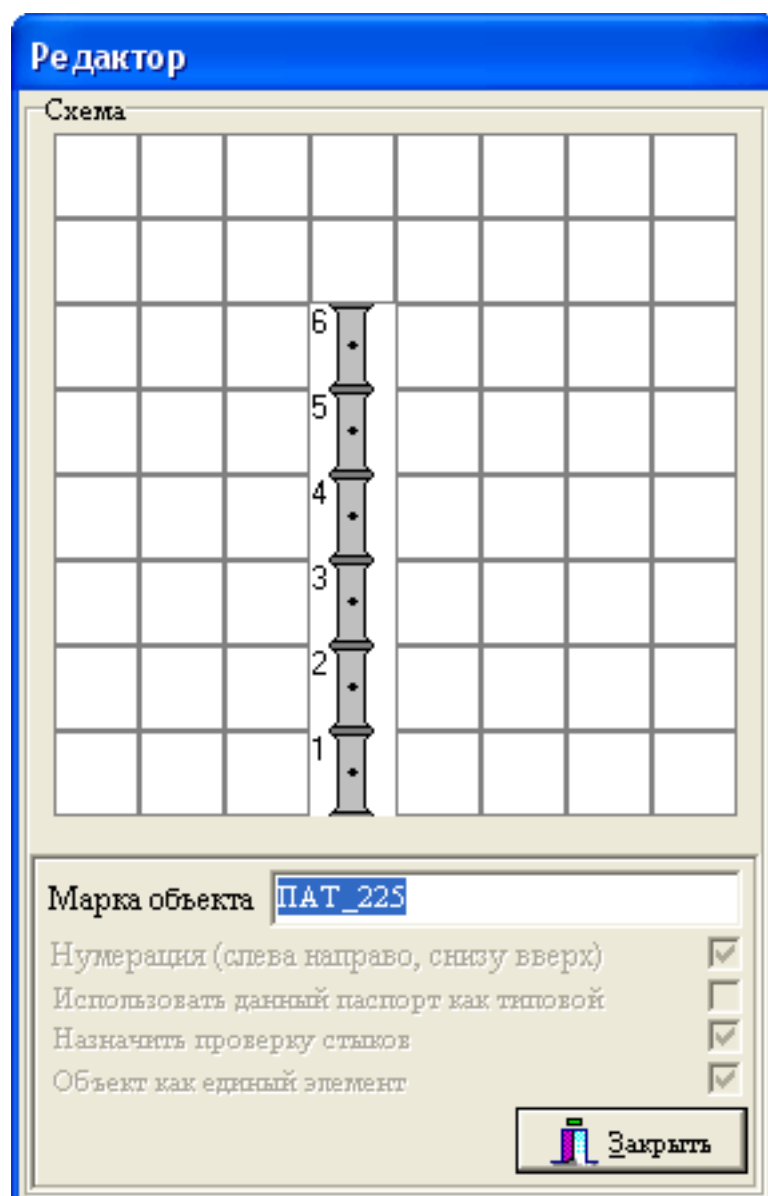 Редактор
Схема
6
5
4
3
2
1
Марка объекта ПАТ_225
Нумерация (слева направо, снизу вверх)
Использовать данный паспорт как типовой
Назначить проверку стыков
Объект как единый элемент
Закрыть